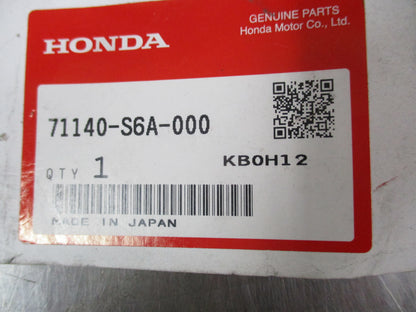 HONDA
GENUINE PARTS
Honda Motor Co., Ltd.
71140-S6A-000
QTY 1
KB0H12
MADE IN JAPAN